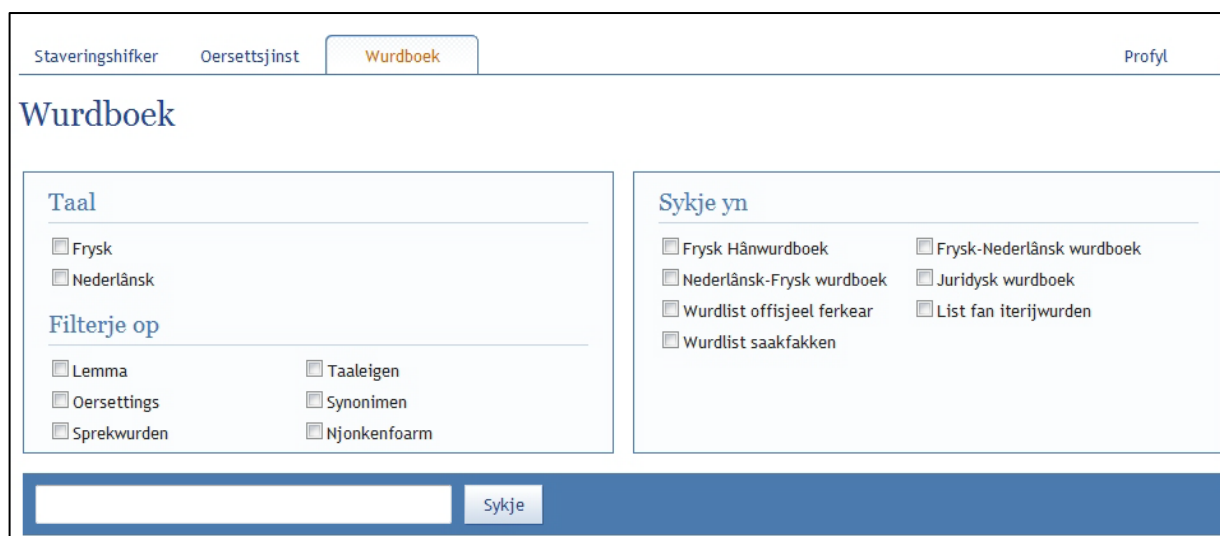 Staveringshifker Oersettsjinst Wurdboek Profyl
Wurdboek
Taal
Frysk
Nederlânsk
Filterje op
Lemma Taaleigen
Oersettings Synonimen
Sprekwurden Njonkenfoarm
Sykje yn
Frysk Hânwurdboek Frysk-Nederlânsk wurdboek
Nederlânsk-Frysk wurdboek Juridysk wurdboek
Wurdlist offisjeel ferkear List fan iterijwurden
Wurdlist saakfakken
Sykje